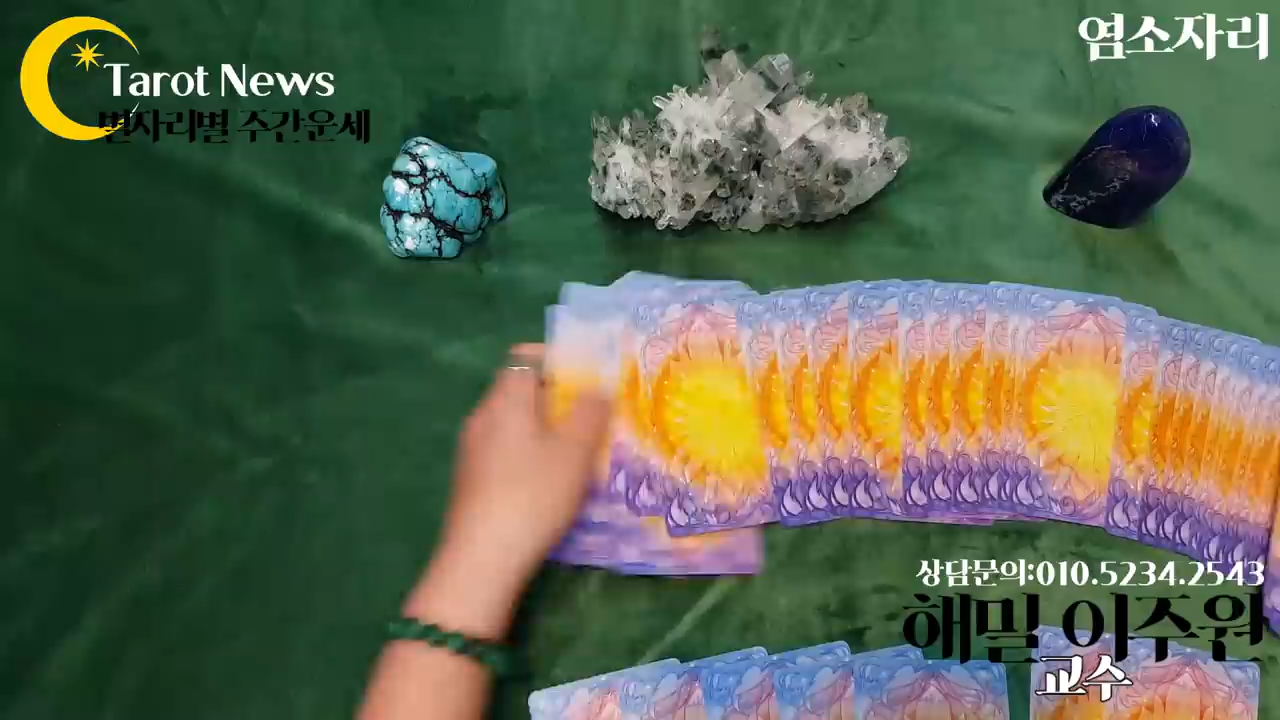 Tarot News
별자리별 주간운세
염소자리
상담문의:010.5234.2543
해밀 이주원
교수